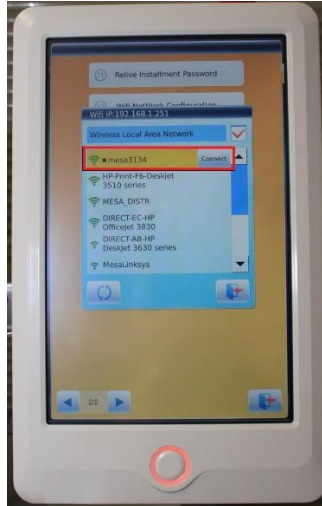 11 Relive Installment Password
Wifi NetWork Configuration
Wifi IP:192.168.1.251
Wireless Local Area Network
mesa3134 Connect
HP-Print-F6-Deskjet
3510 series
MESA_DISTR
DIRECT-EC-HP
Officejet 3830
DIRECT-AB-HP
Deskjet 3630 series
MesaLinksys
2/2